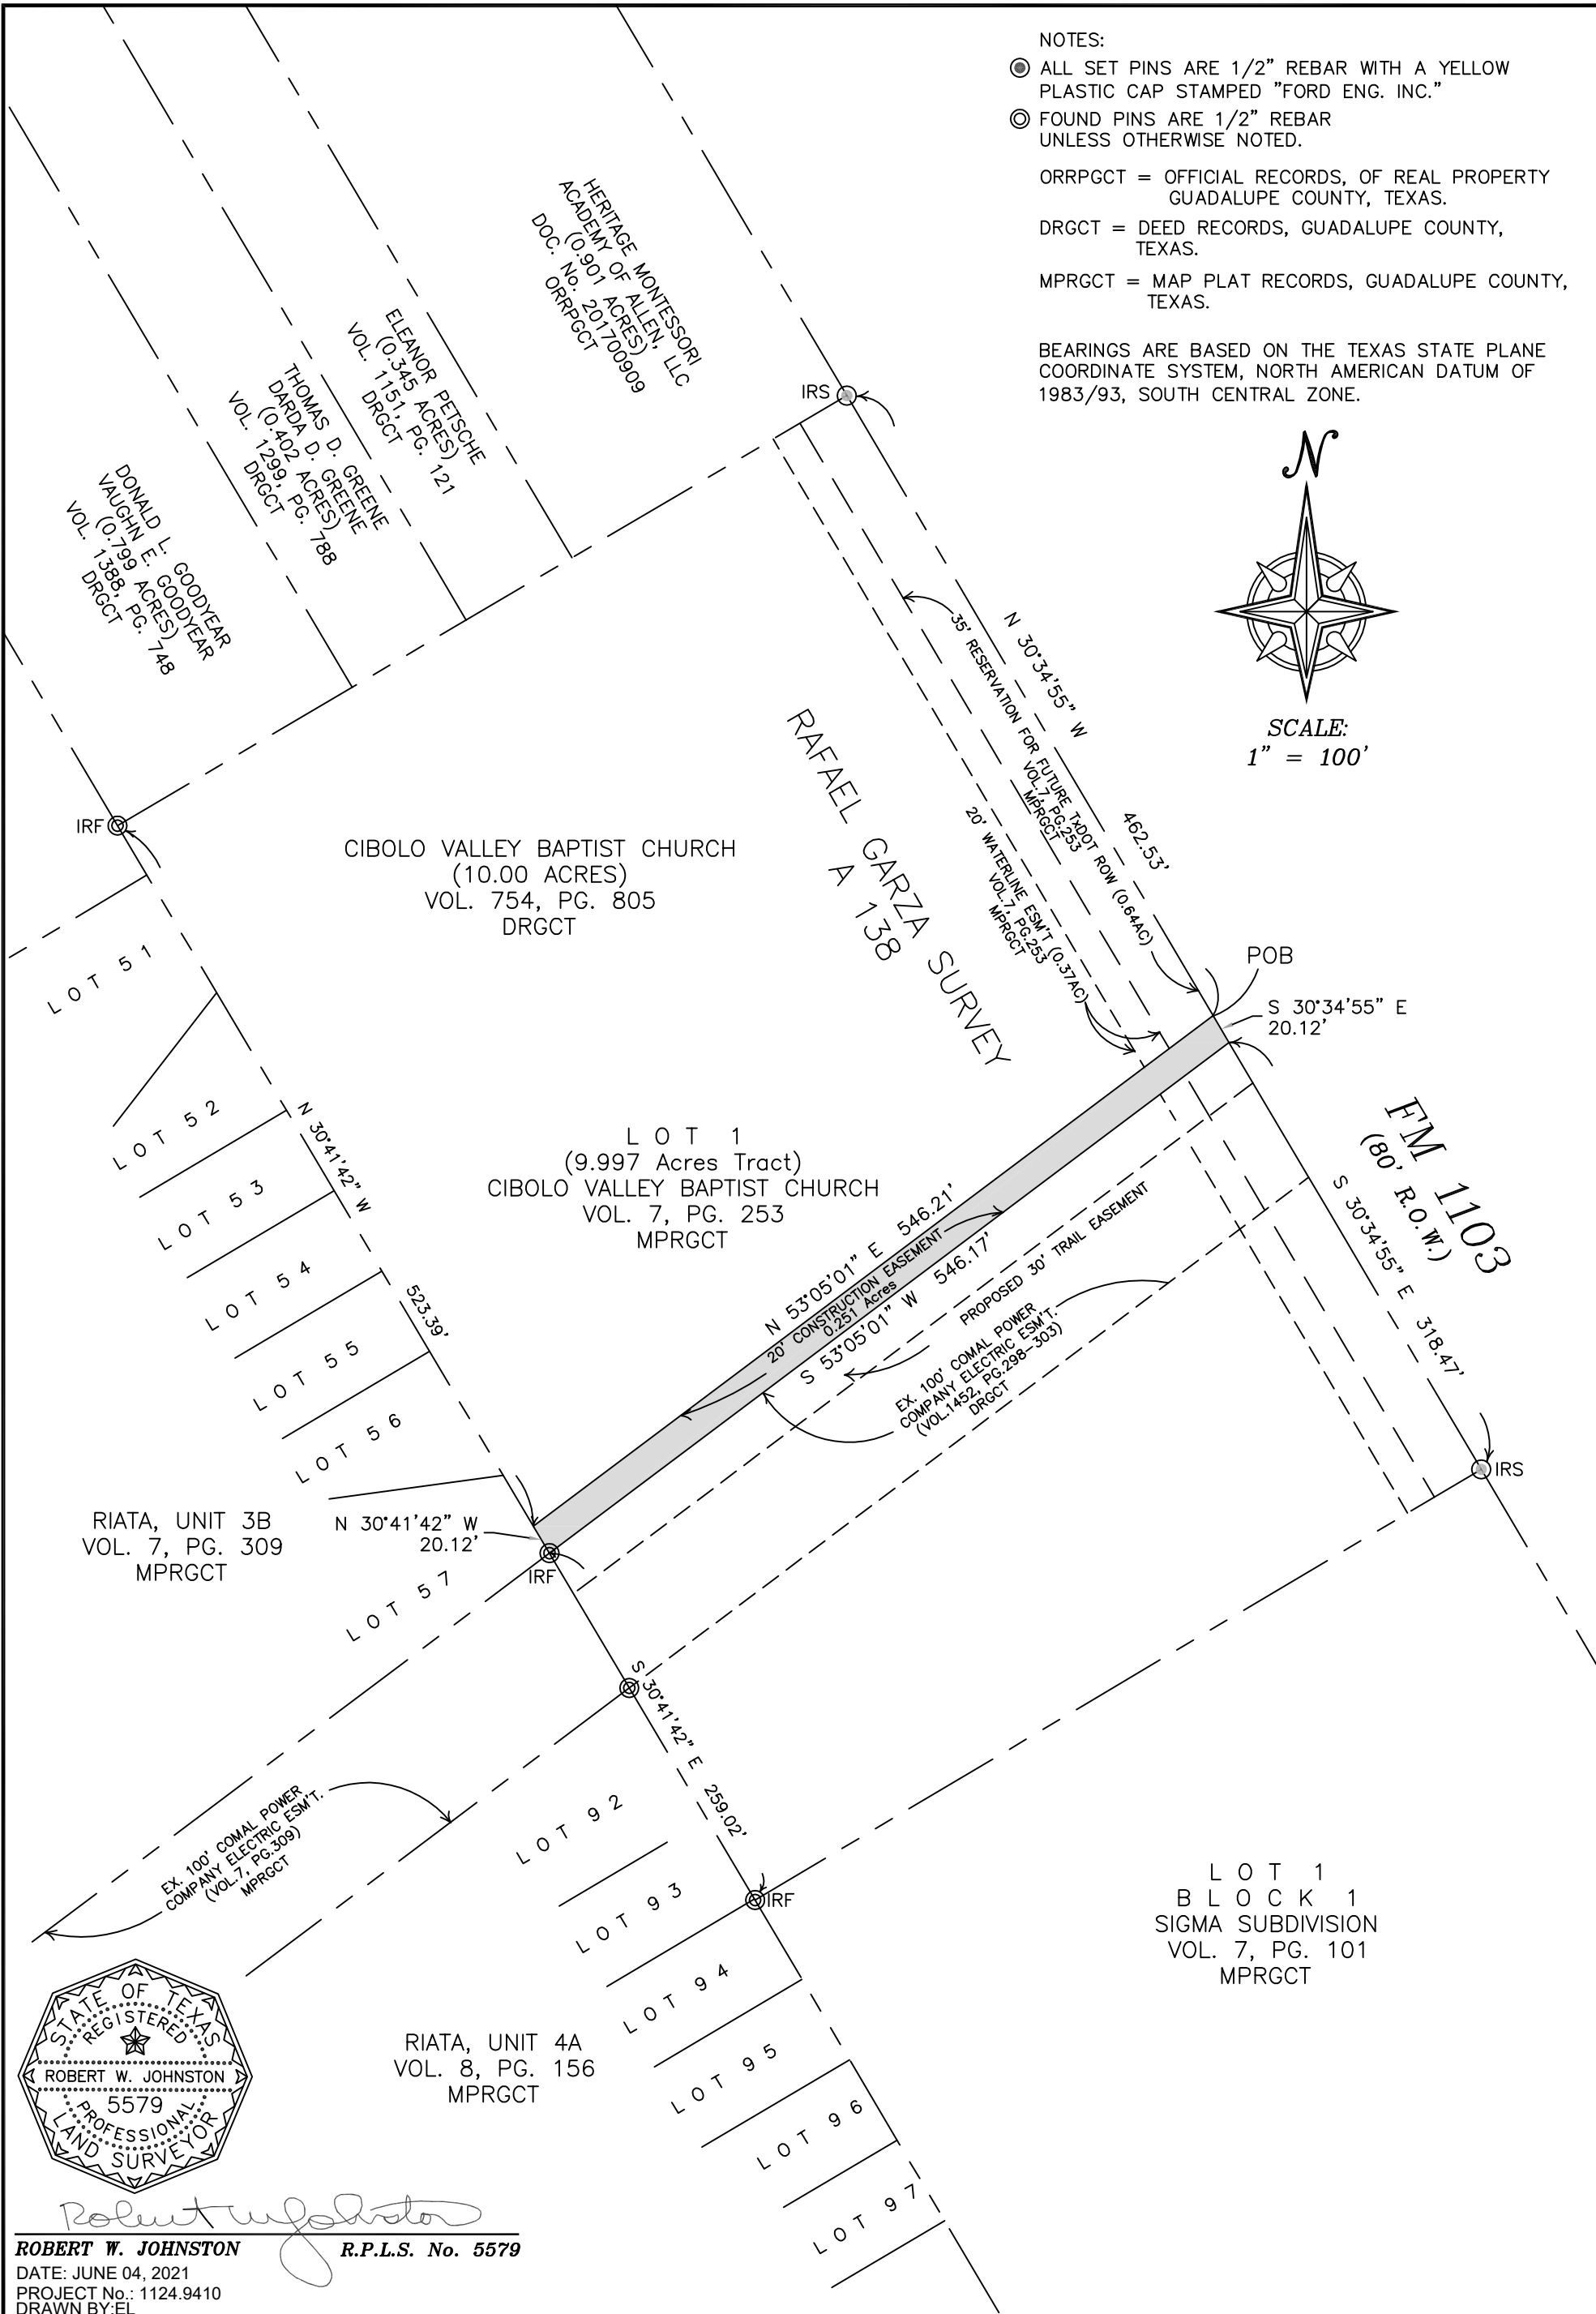 NOTES:
ALL SET PINS ARE 1/2" REBAR WITH A YELLOW
PLASTIC CAP STAMPED "FORD ENG. INC."
FOUND PINS ARE 1/2" REBAR
UNLESS OTHERWISE NOTED.
ORRPGCT = OFFICIAL RECORDS, OF REAL PROPERTY
GUADALUPE COUNTY, TEXAS.
DRGCT = DEED RECORDS, GUADALUPE COUNTY,
TEXAS.
MPRGCT = MAP PLAT RECORDS, GUADALUPE COUNTY,
TEXAS.
BEARINGS ARE BASED ON THE TEXAS STATE PLANE
COORDINATE SYSTEM, NORTH AMERICAN DATUM OF
1983/93, SOUTH CENTRAL ZONE.
N
SCALE:
1" = 100'
HERITAGE MONTESSORI
ACADEMY OF ALLEN, LLC
(0.901 ACRES)
DOC. No. 201700909
ORRPGCT
ELEANOR PETSCHE
(0.345 ACRES)
VOL. 1151, PG. 121
DRGCT
THOMAS D. GREENE
DARDA D. GREENE
(0.402 ACRES)
VOL. 1299, PG. 788
DRGCT
DONALD L. GOODYEAR
VAUGHN E. GOODYEAR
(0.799 ACRES)
VOL. 1388, PG. 748
DRGCT
IRS
N 30°34'55" W
462.53'
35' RESERVATION FOR FUTURE TxDOT ROW (0.64AC)
VOL.7, PG.253
MPRGCT
20' WATERLINE ESM'T (0.37AC)
VOL.7, PG.253
MPRGCT
RAFAEL GARZA SURVEY
A 138
IRF
CIBOLO VALLEY BAPTIST CHURCH
(10.00 ACRES)
VOL. 754, PG. 805
DRGCT
POB
S 30°34'55" E
20.12'
LOT 51
LOT 52
LOT 53
LOT 54
LOT 55
LOT 56
LOT 57
N 30°41'42" W
523.39'
LOT 1
(9.997 Acres Tract)
CIBOLO VALLEY BAPTIST CHURCH
VOL. 7, PG. 253
MPRGCT
FM 1103
(80' R.O.W.)
S 30°34'55" E 318.47'
N 53°05'01" E 546.21'
20' CONSTRUCTION EASEMENT
0.251 Acres
S 53°05'01" W 546.17'
PROPOSED 30' TRAIL EASEMENT
EX. 100' COMAL POWER
COMPANY ELECTRIC ESM'T.
(VOL.1452, PG.298-303)
DRGCT
IRS
RIATA, UNIT 3B
VOL. 7, PG. 309
MPRGCT
N 30°41'42" W
20.12'
IRF
S 30°41'42" E 259.02'
EX. 100' COMAL POWER
COMPANY ELECTRIC ESM'T.
(VOL.7, PG.309)
MPRGCT
LOT 92
LOT 93
LOT 94
LOT 95
LOT 96
LOT 97
IRF
LOT 1
BLOCK 1
SIGMA SUBDIVISION
VOL. 7, PG. 101
MPRGCT
RIATA, UNIT 4A
VOL. 8, PG. 156
MPRGCT
STATE OF TEXAS
REGISTERED
ROBERT W. JOHNSTON
5579
PROFESSIONAL
LAND SURVEYOR
Robert W Johnston
ROBERT W. JOHNSTON R.P.L.S. No. 5579
DATE: JUNE 04, 2021
PROJECT No.: 1124.9410
DRAWN BY:EL